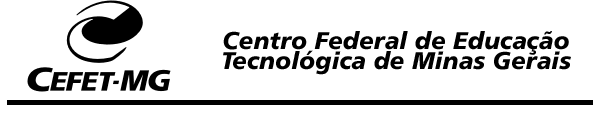 CEFET-MG
Centro Federal de Educação
Tecnológica de Minas Gerais